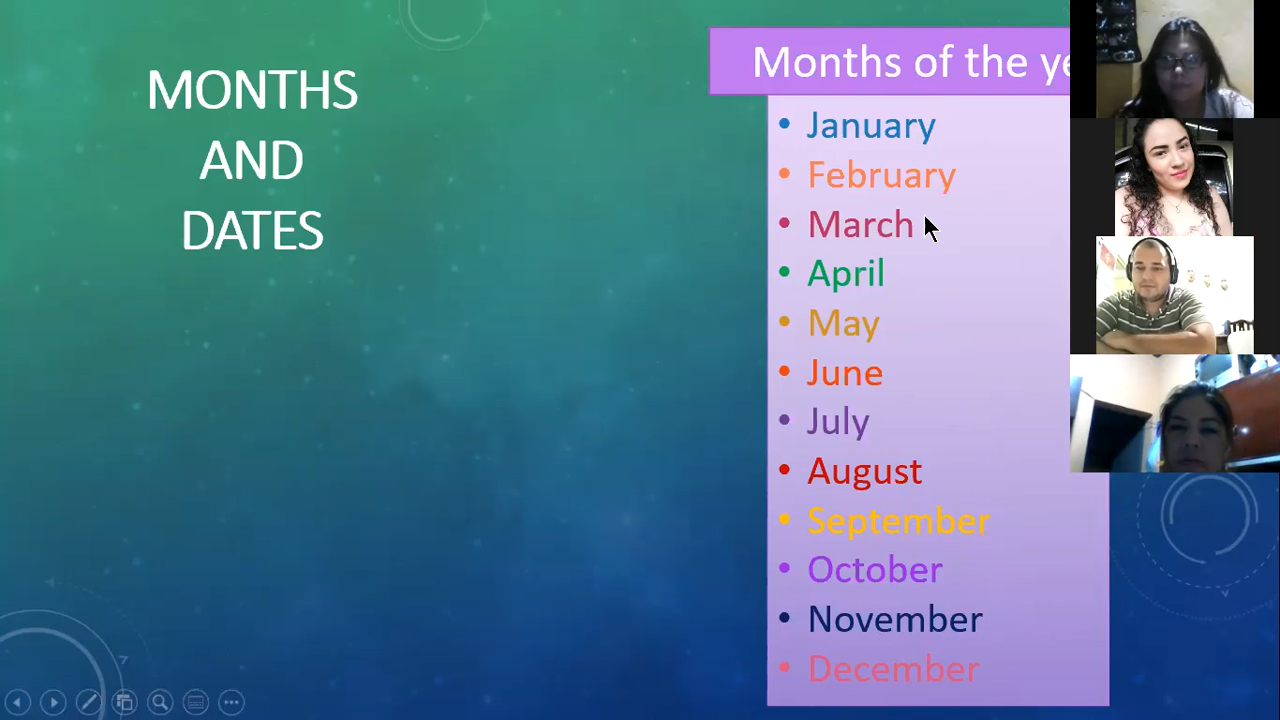 MONTHS
AND
DATES
Months of the ye
• January
• February
• March
• April
• May
• June
• July
• August
• September
• October
• November
• December